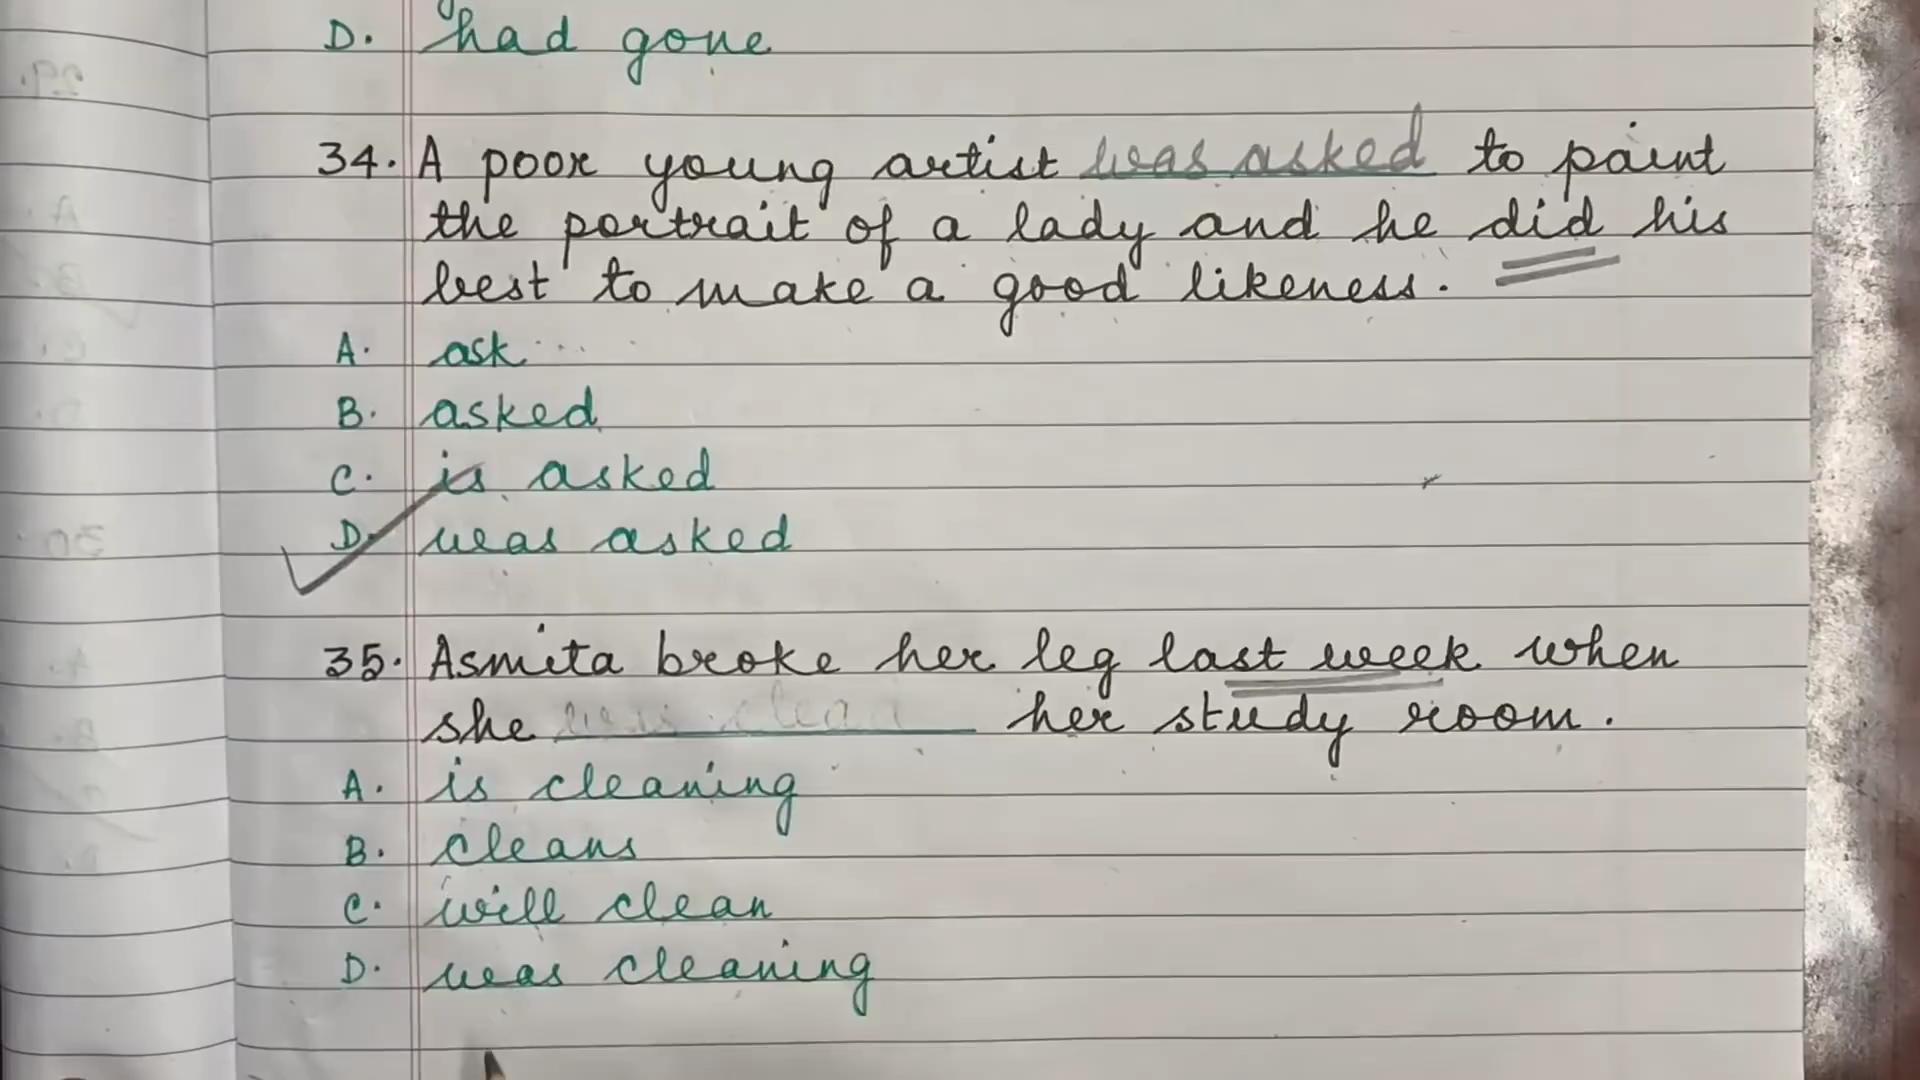 D. had gone
34. A poor young artist was asked to paint
the portrait of a lady and he did his
best to make a good likeness.
A. ask
B. asked
C. is asked
D. was asked
35. Asmita broke her leg last week when
she her study room.
A. is cleaning
B. cleans
C. will clean
D. was cleaning